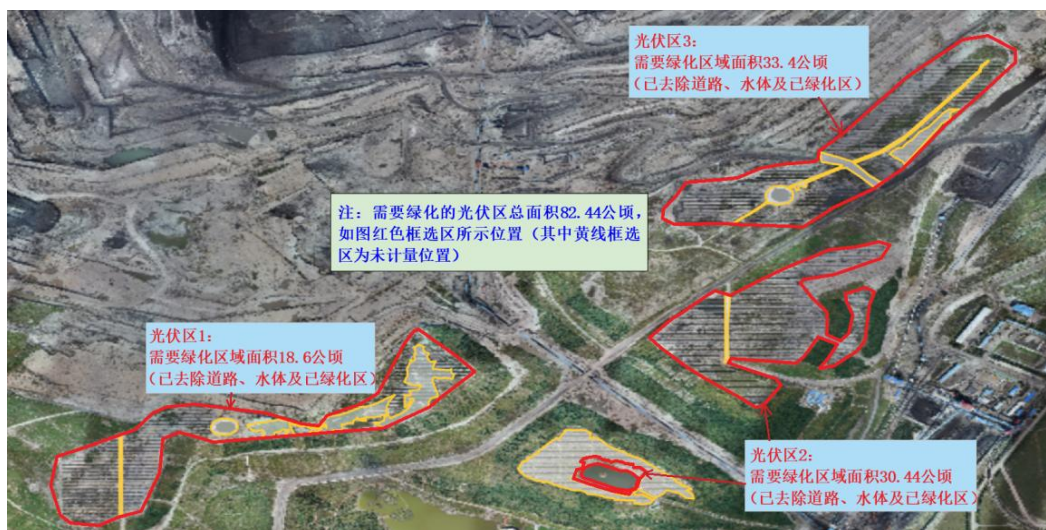 光伏区3:
需要绿化区域面积33.4公顷
(已去除道路、水体及已绿化区)
注:需要绿化的光伏区总面积82.44公顷,
如图红色框选区所示位置(其中黄线框选
区为未计量位置)
光伏区1:
需要绿化区域面积18.6公顷
(已去除道路、水体及已绿化区)
光伏区2:
需要绿化区域面积30.44公顷
(已去除道路、水体及已绿化区)